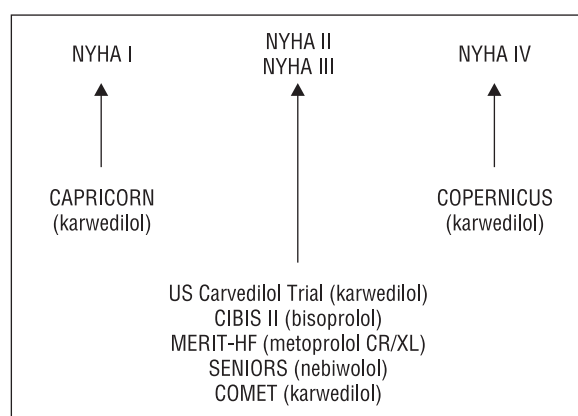 NYHA I
NYHA II
NYHA III
NYHA IV
CAPRICORN
(karwedilol)
COPERNICUS
(karwedilol)
US Carvedilol Trial (karwedilol)
CIBIS II (bisoprolol)
MERIT-HF (metoprolol CR/XL)
SENIORS (nebiwolol)
COMET (karwedilol)